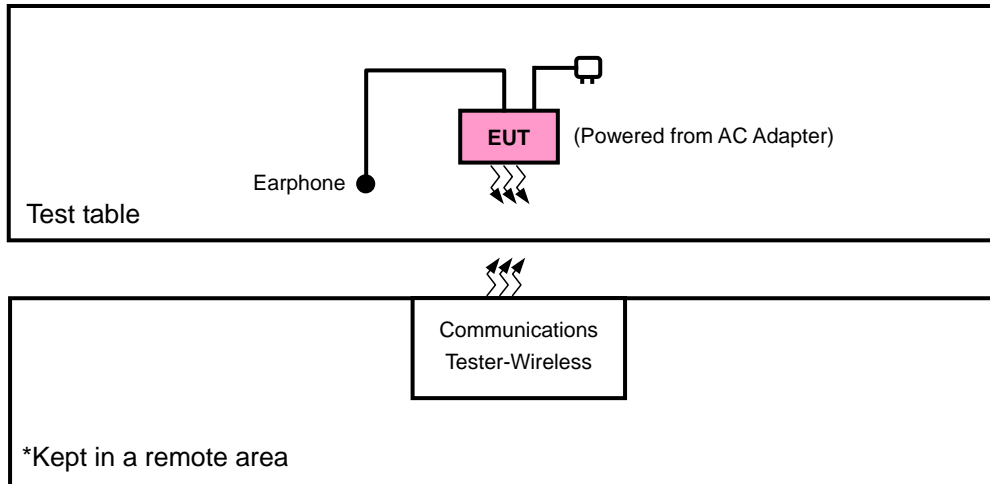 EUT
(Powered from AC Adapter)
Earphone
Test table
Communications
Tester-Wireless
*Kept in a remote area